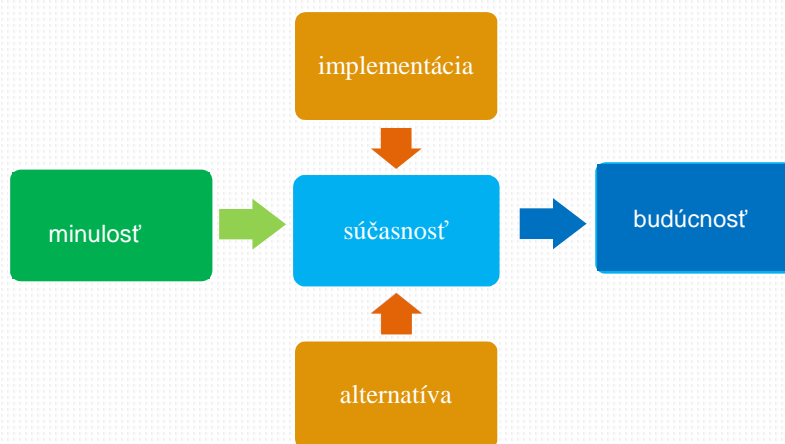 implementácia
minulosť
súčasnosť
budúcnosť
alternatíva